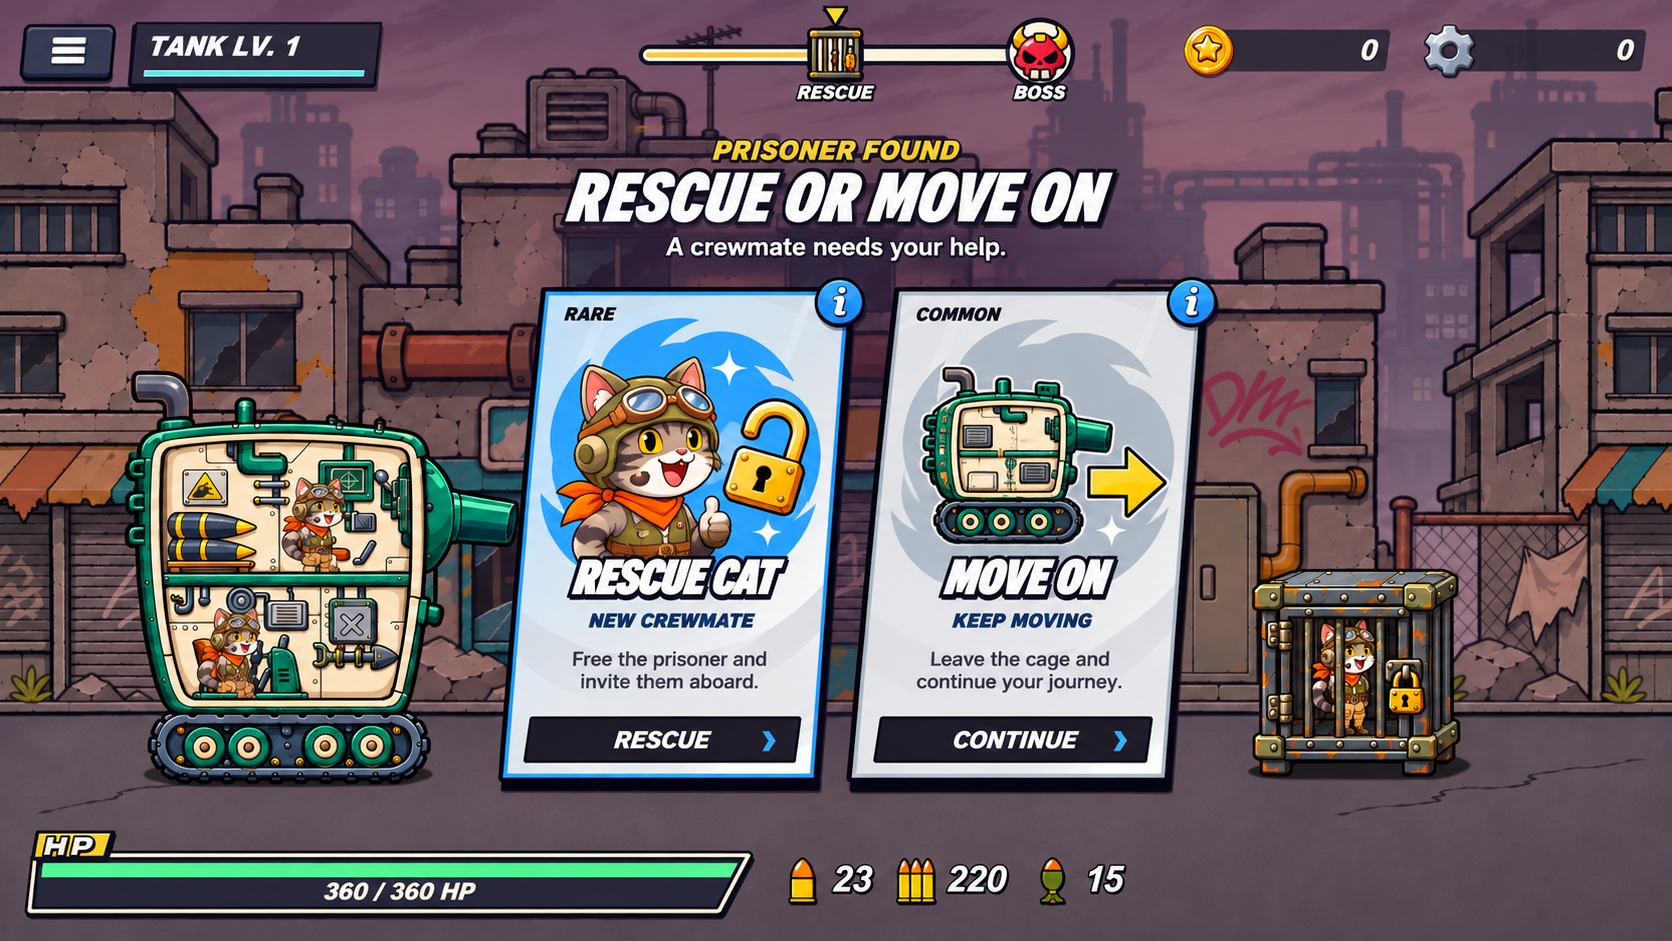 TANK LV. 1
RESCUE
BOSS
0
0
PRISONER FOUND
RESCUE OR MOVE ON
A crewmate needs your help.
RARE
i
RESCUE CAT
NEW CREWMATE
Free the prisoner and
invite them aboard.
RESCUE
COMMON
i
MOVE ON
KEEP MOVING
Leave the cage and
continue your journey.
CONTINUE
HP
360 / 360 HP
23
220
15